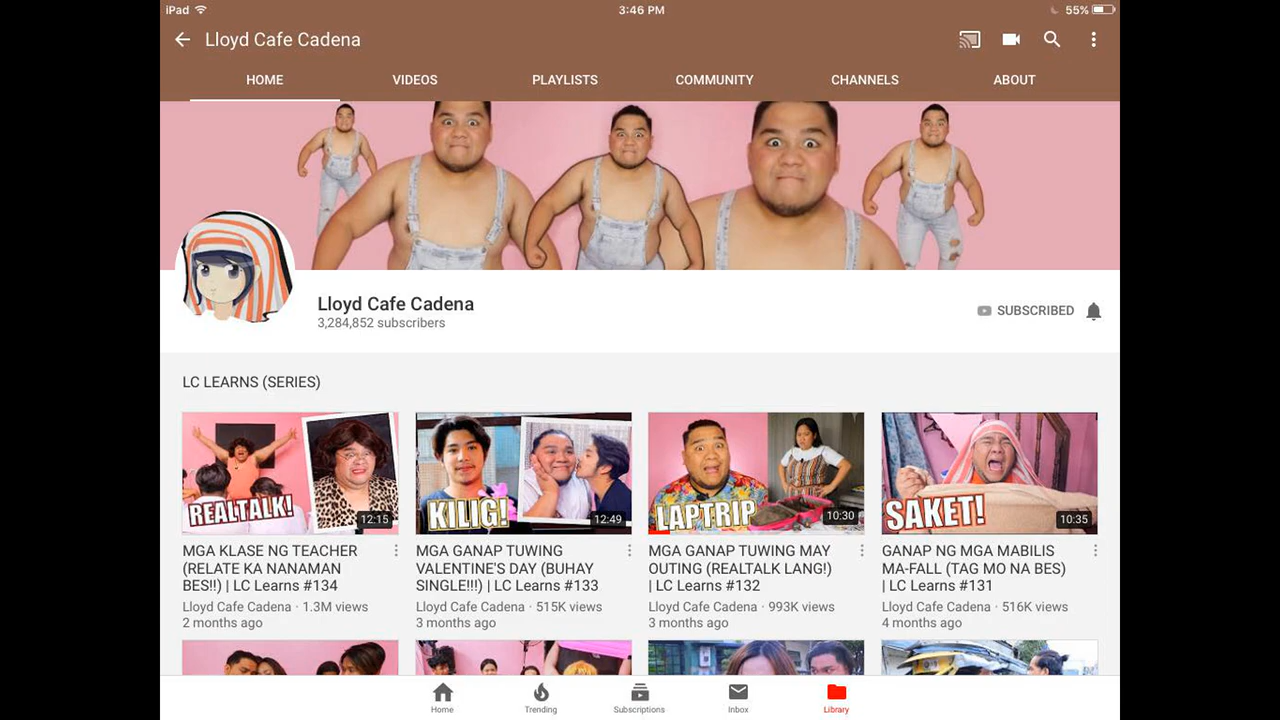 iPad 3:46 PM 55%
Lloyd Cafe Cadena
HOME VIDEOS PLAYLISTS COMMUNITY CHANNELS ABOUT
Lloyd Cafe Cadena
3,284,852 subscribers
SUBSCRIBED
LC LEARNS (SERIES)
REALTALK!
12:15
KILIG!
12:49
LAPTRIP
10:30
SAKET!
10:35
MGA KLASE NG TEACHER
(RELATE KA NANAMAN
BES!!) | LC Learns #134
Lloyd Cafe Cadena · 1.3M views
2 months ago
MGA GANAP TUWING
VALENTINE'S DAY (BUHAY
SINGLE!!!) | LC Learns #133
Lloyd Cafe Cadena · 515K views
3 months ago
MGA GANAP TUWING MAY
OUTING (REALTALK LANG!)
| LC Learns #132
Lloyd Cafe Cadena · 993K views
3 months ago
GANAP NG MGA MABILIS
MA-FALL (TAG MO NA BES)
| LC Learns #131
Lloyd Cafe Cadena · 516K views
4 months ago
Home Trending Subscriptions Inbox Library